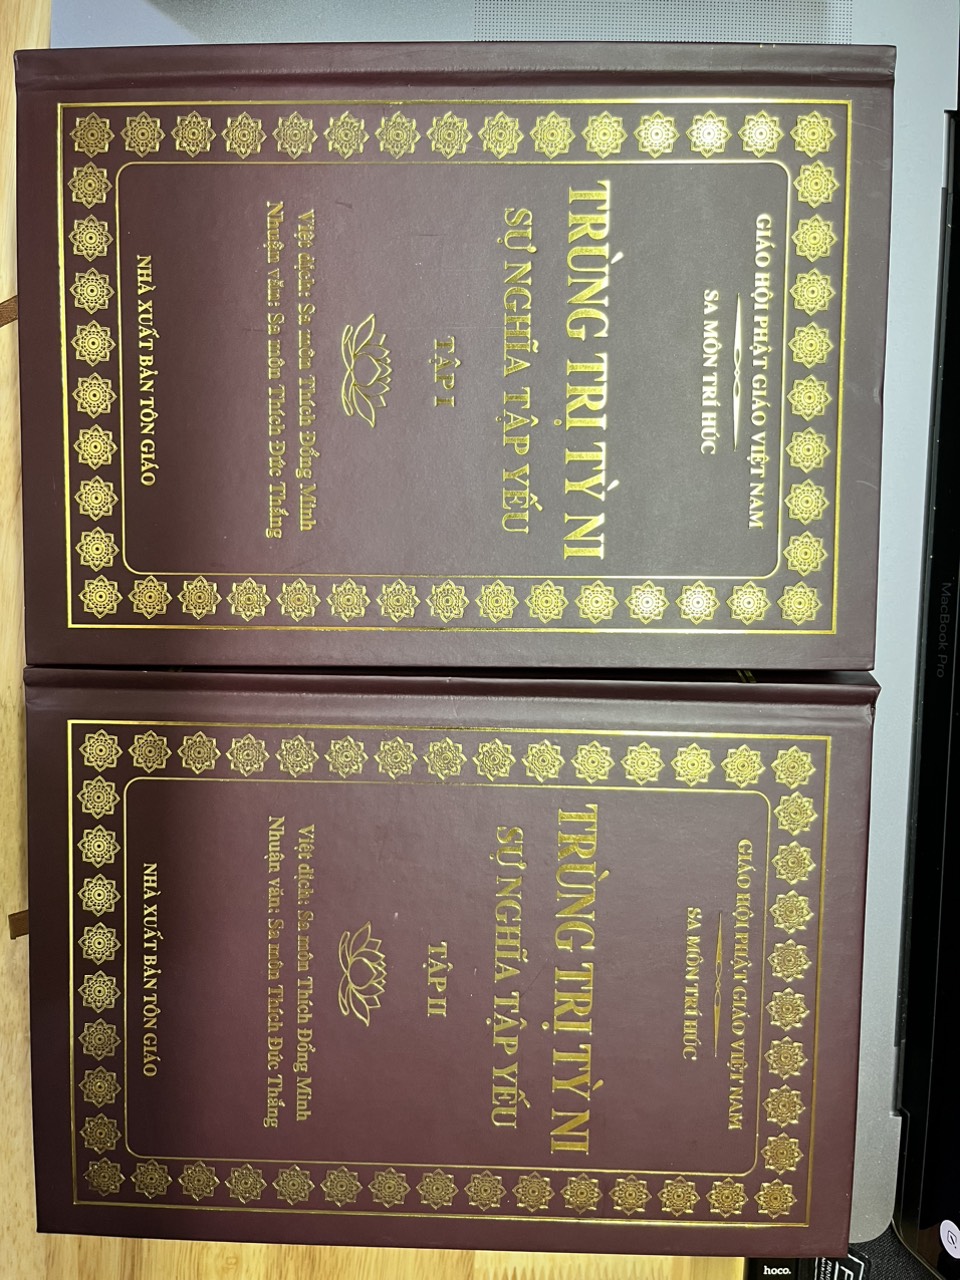 GIÁO HỘI PHẬT GIÁO VIỆT NAM
SA MÔN TRÍ HÚC
TRÙNG TRỊ TỲ NI
SỰ NGHĨA TẬP YẾU
TẬP I
Việt dịch: Sa môn Thích Đổng Minh
Nhuận văn: Sa môn Thích Đức Thắng
NHÀ XUẤT BẢN TÔN GIÁO
GIÁO HỘI PHẬT GIÁO VIỆT NAM
SA MÔN TRÍ HÚC
TRÙNG TRỊ TỲ NI
SỰ NGHĨA TẬP YẾU
TẬP II
Việt dịch: Sa môn Thích Đổng Minh
Nhuận văn: Sa môn Thích Đức Thắng
NHÀ XUẤT BẢN TÔN GIÁO
MacBook Pro
hoco.